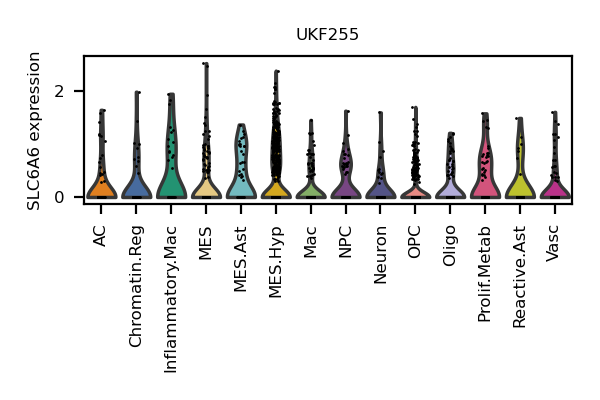 UKF255
SLC6A6 expression
2
0
AC
Chromatin.Reg
Inflammatory.Mac
MES
MES.Ast
MES.Hyp
Mac
NPC
Neuron
OPC
Oligo
Prolif.Metab
Reactive.Ast
Vasc